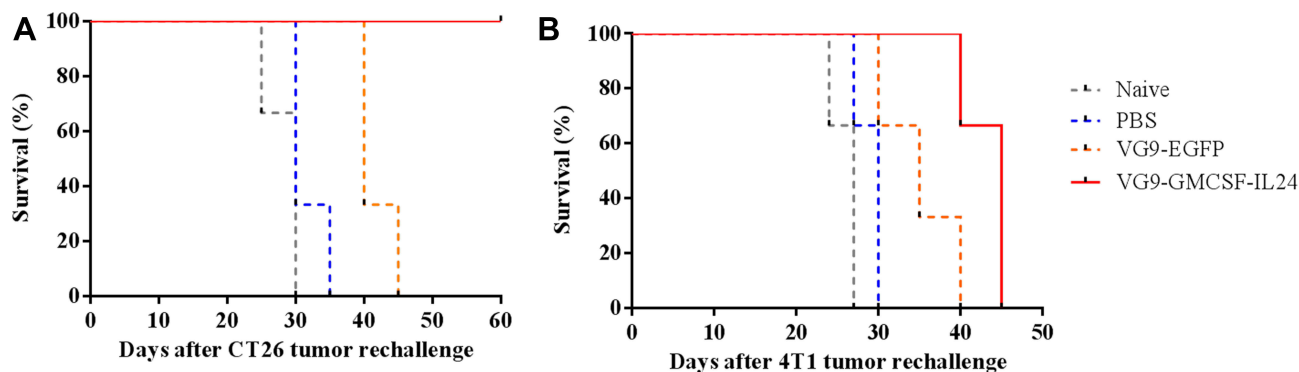 A
Survival (%)
100
80
60
40
20
0
0 10 20 30 40 50 60
Days after CT26 tumor rechallenge
B
Survival (%)
100
80
60
40
20
0
0 10 20 30 40 50
Days after 4T1 tumor rechallenge
Naive
PBS
VG9-EGFP
VG9-GMCSF-IL24